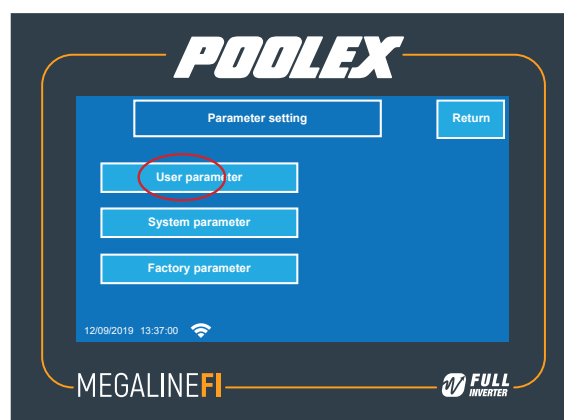 POOLEX
Parameter setting
Return
User parameter
System parameter
Factory parameter
12/09/2019 13:37:00
MEGALINEFI
FULL
INVERTER